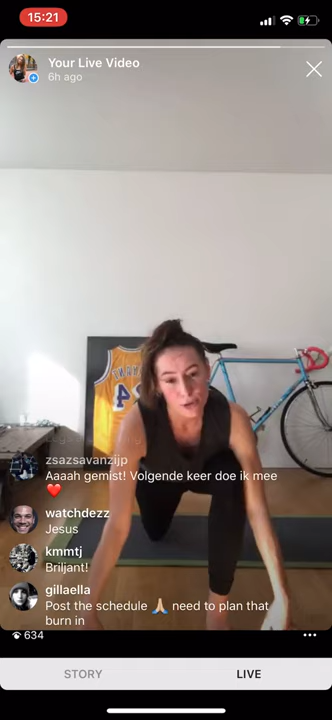 15:21
Your Live Video
6h ago
zsazsavanzijp
Aaaah gemist! Volgende keer doe ik mee
❤️
watchdezz
Jesus
kmmtj
Briljant!
gillaella
Post the schedule 🙏🏼 need to plan that
burn in
634
STORY
LIVE